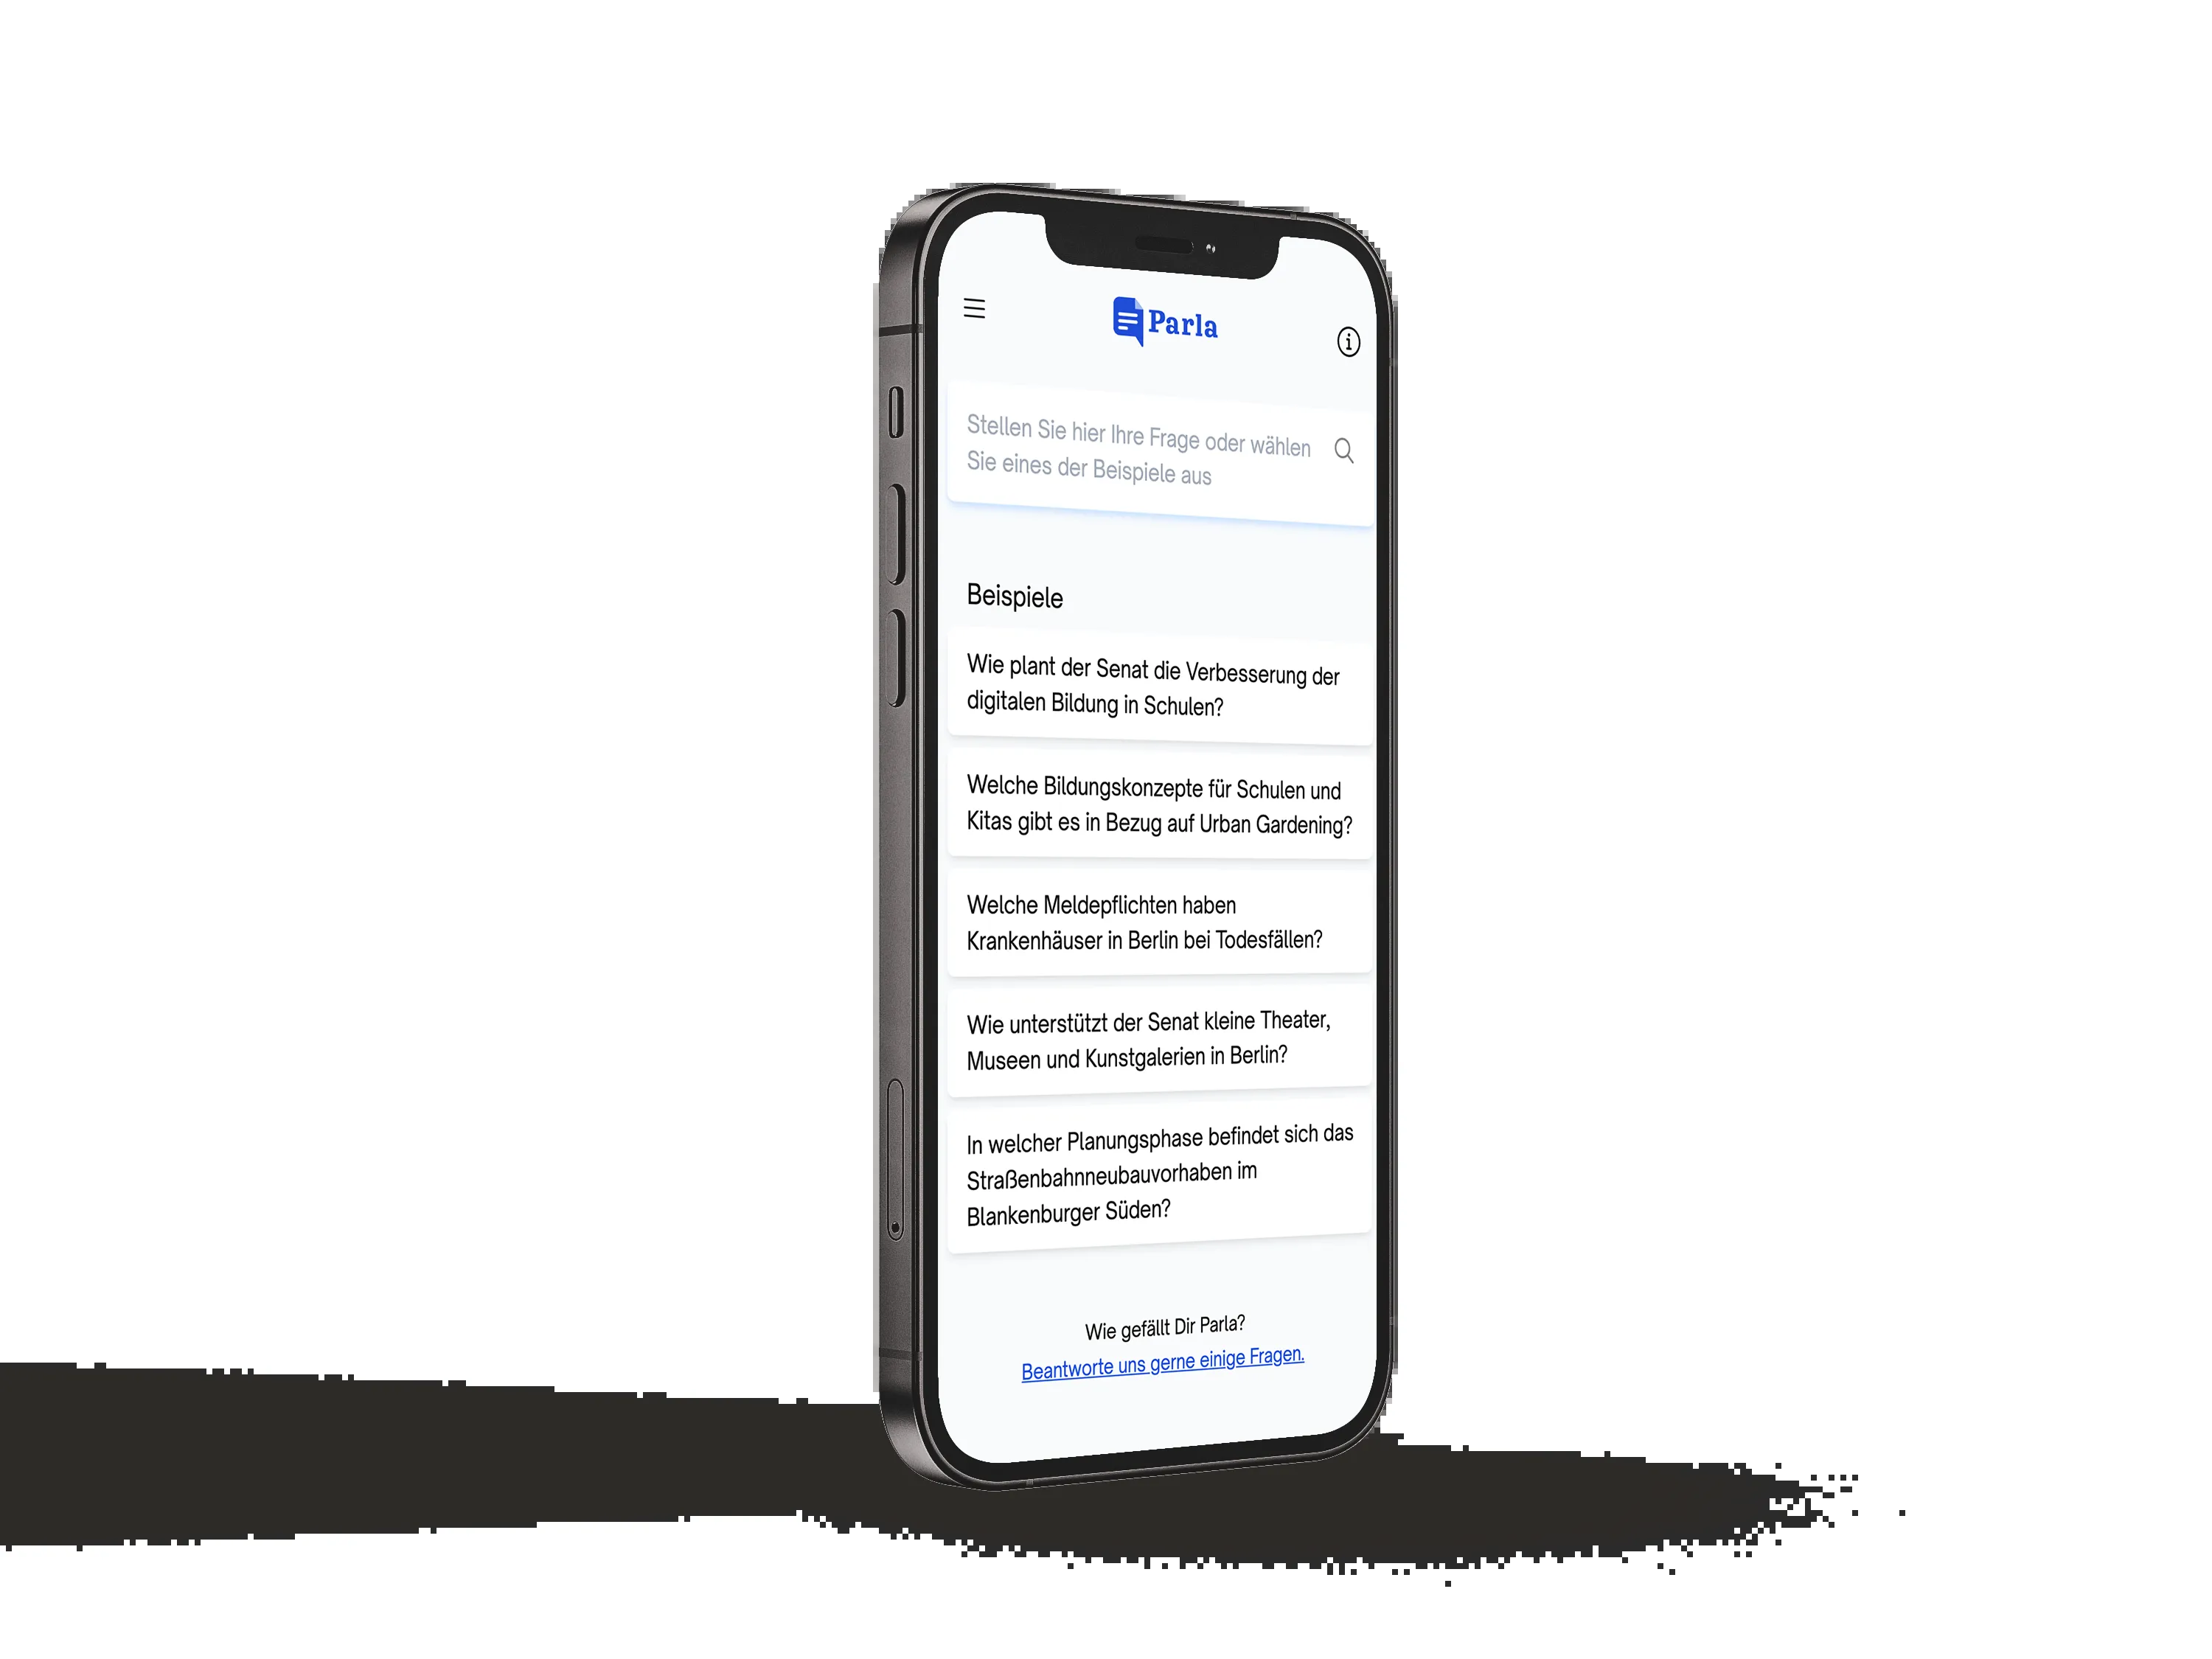 Parla
Stellen Sie hier Ihre Frage oder wählen
Sie eines der Beispiele aus
Beispiele
Wie plant der Senat die Verbesserung der
digitalen Bildung in Schulen?
Welche Bildungskonzepte für Schulen und
Kitas gibt es in Bezug auf Urban Gardening?
Welche Meldepflichten haben
Krankenhäuser in Berlin bei Todesfällen?
Wie unterstützt der Senat kleine Theater,
Museen und Kunstgalerien in Berlin?
In welcher Planungsphase befindet sich das
Straßenbahnneubauvorhaben im
Blankenburger Süden?
Wie gefällt Dir Parla?
Beantworte uns gerne einige Fragen.